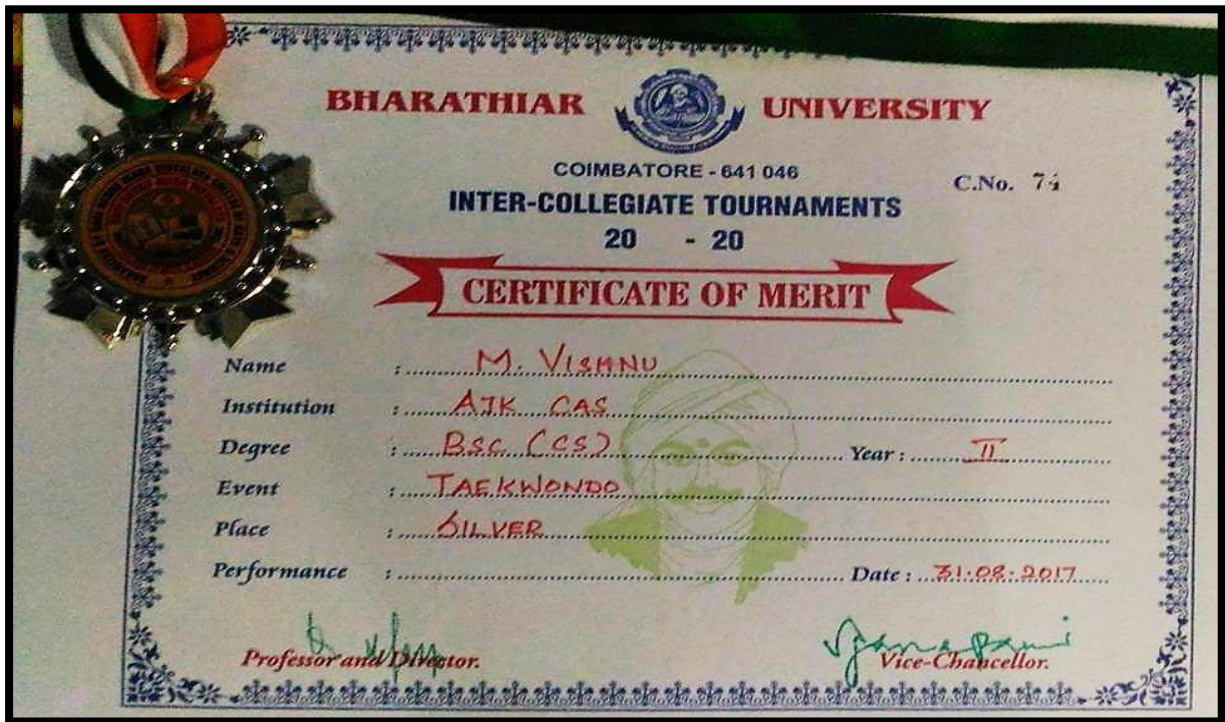 BHARATHIAR UNIVERSITY
COIMBATORE - 641 046
C.No. 74
INTER-COLLEGIATE TOURNAMENTS
20 - 20
CERTIFICATE OF MERIT
Name : M. VISHNU
Institution : AJK CAS
Degree : BSC (CS) Year : II
Event : TAEKWONDO
Place : SILVER
Performance : Date : 31.08.2017
Professor and Director. Vice-Chancellor.